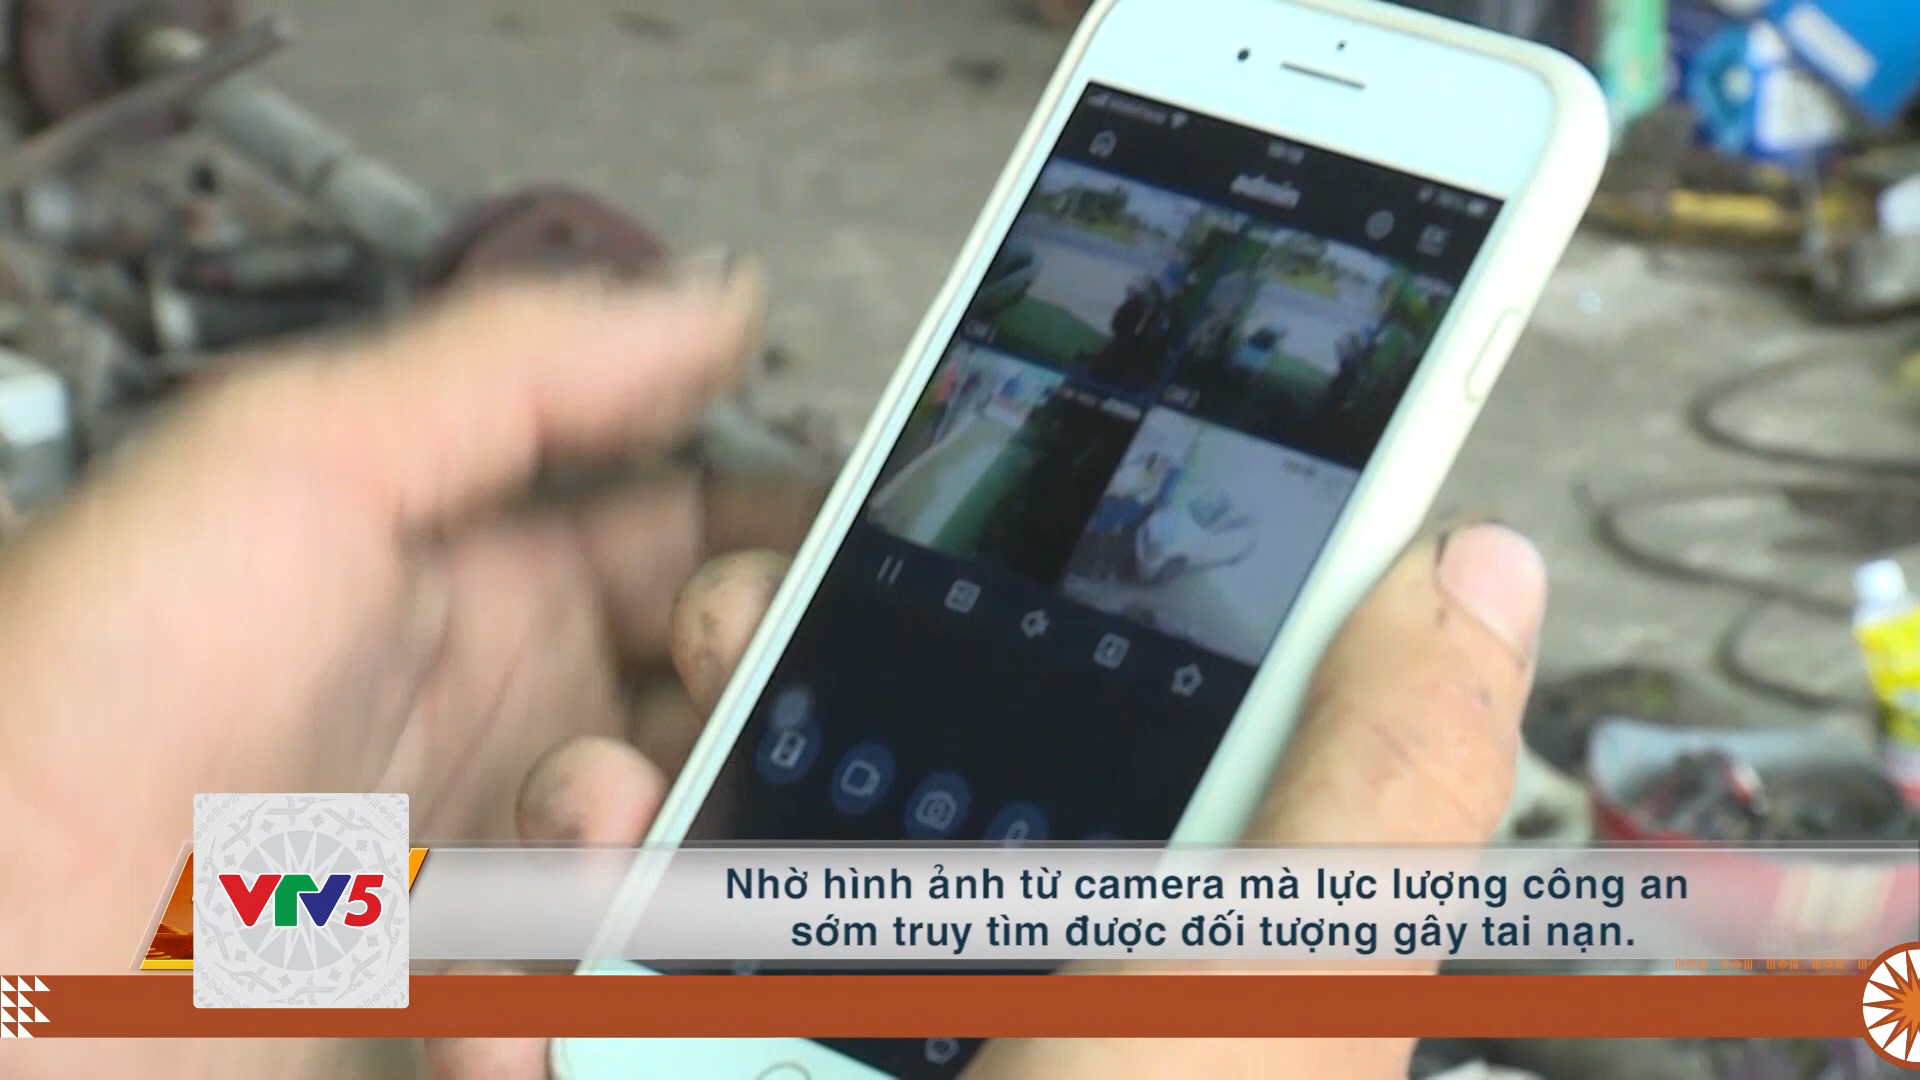 admin
VTV5
Nhờ hình ảnh từ camera mà lực lượng công an
sớm truy tìm được đối tượng gây tai nạn.